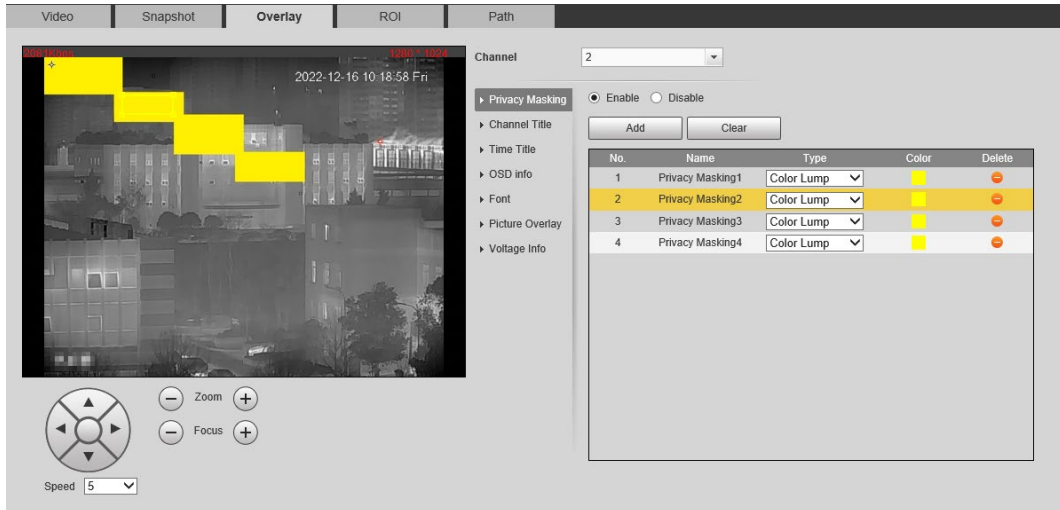 Video Snapshot Overlay ROI Path
2061Kbps 1280 * 1024
2022-12-16 10:18:58 Fri
Channel 2
Privacy Masking
Channel Title
Time Title
OSD info
Font
Picture Overlay
Voltage Info
Enable Disable
Add Clear
No. Name Type Color Delete
1 Privacy Masking1 Color Lump
2 Privacy Masking2 Color Lump
3 Privacy Masking3 Color Lump
4 Privacy Masking4 Color Lump
Zoom
Focus
Speed 5